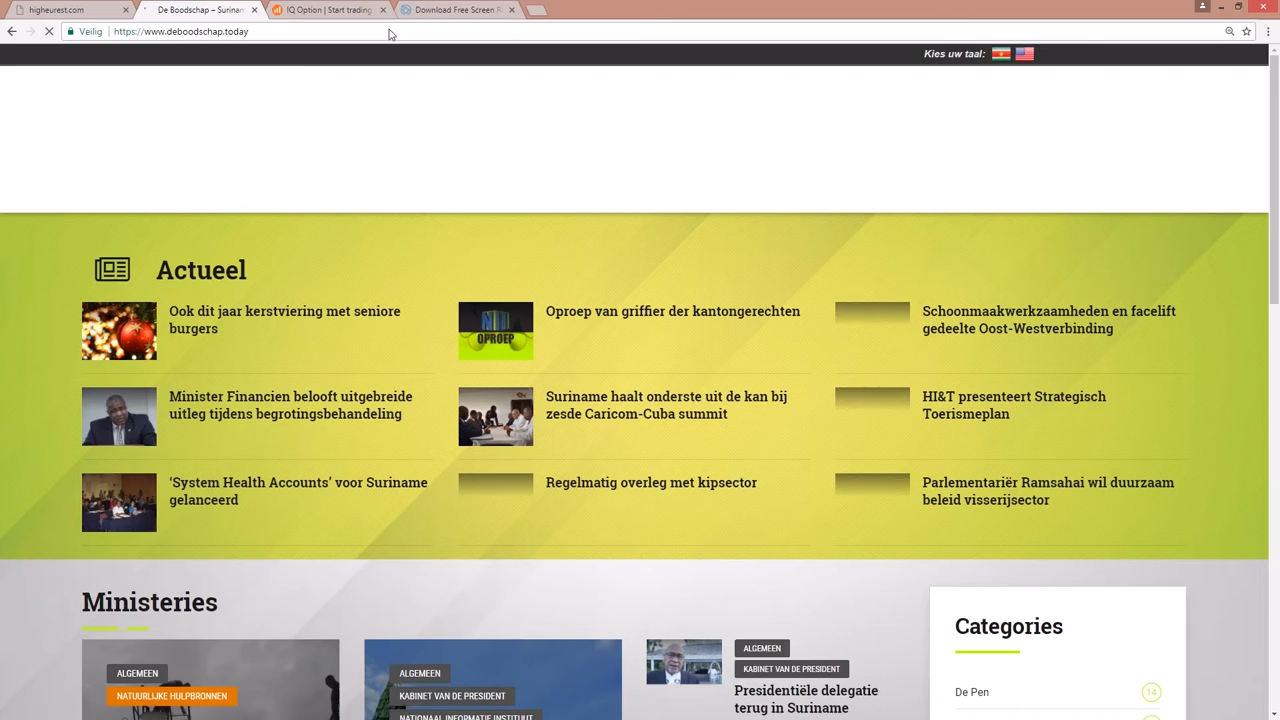 higheurest.com
De Boodschap – Surinam
IQ Option | Start trading
Download Free Screen R
Veilig
https://www.deboodschap.today
Kies uw taal:
Actueel
Ook dit jaar kerstviering met seniore
burgers
OPROEP
Oproep van griffier der kantongerechten
Schoonmaakwerkzaamheden en facelift
gedeelte Oost-Westverbinding
Minister Financien belooft uitgebreide
uitleg tijdens begrotingsbehandeling
Suriname haalt onderste uit de kan bij
zesde Caricom-Cuba summit
HI&T presenteert Strategisch
Toerismeplan
‘System Health Accounts’ voor Suriname
gelanceerd
Regelmatig overleg met kipsector
Parlementariër Ramsahai wil duurzaam
beleid visserijsector
Ministeries
ALGEMEEN
NATUURLIJKE HULPBRONNEN
ALGEMEEN
KABINET VAN DE PRESIDENT
NATIONAAL INFORMATIE INSTITUUT
ALGEMEEN
KABINET VAN DE PRESIDENT
Presidentiële delegatie
terug in Suriname
Categories
De Pen
14